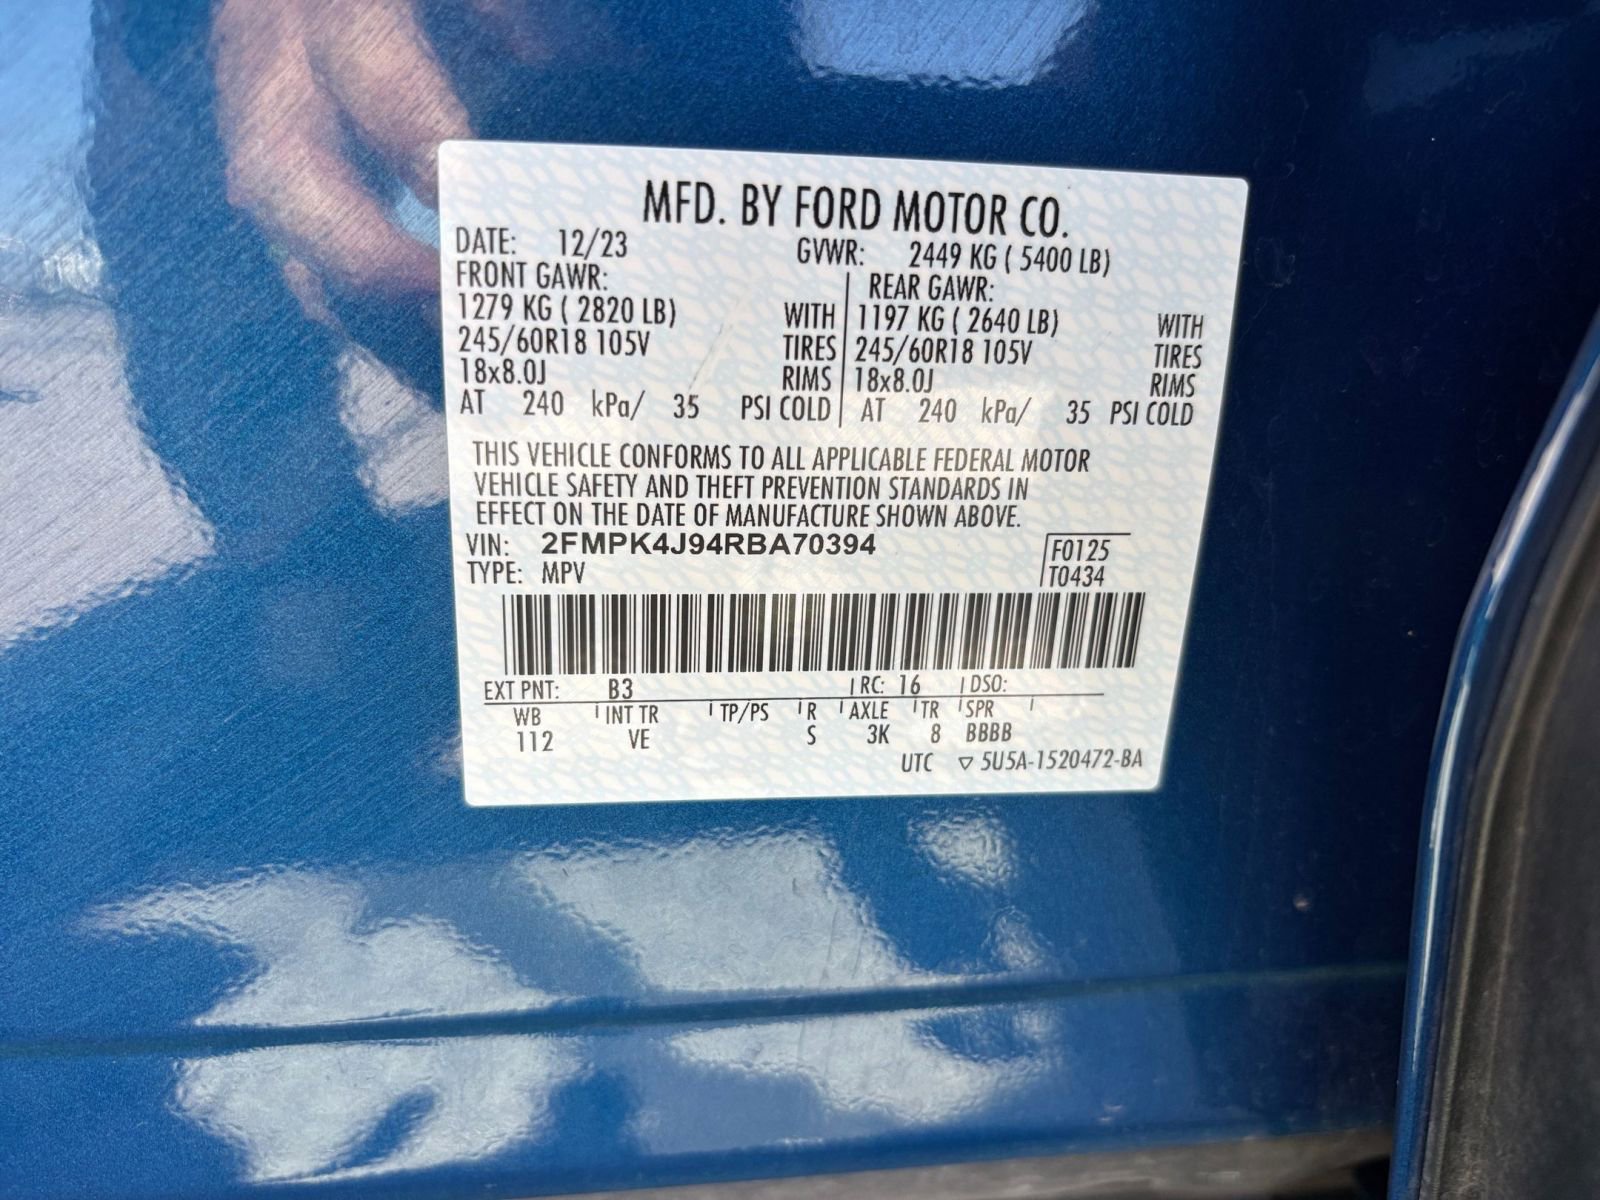 MFD. BY FORD MOTOR CO.
DATE: 12/23 GVWR: 2449 KG ( 5400 LB)
FRONT GAWR: REAR GAWR:
1279 KG ( 2820 LB) WITH 1197 KG ( 2640 LB) WITH
245/60R18 105V TIRES 245/60R18 105V TIRES
18x8.0J RIMS 18x8.0J RIMS
AT 240 kPa/ 35 PSI COLD AT 240 kPa/ 35 PSI COLD
THIS VEHICLE CONFORMS TO ALL APPLICABLE FEDERAL MOTOR
VEHICLE SAFETY AND THEFT PREVENTION STANDARDS IN
EFFECT ON THE DATE OF MANUFACTURE SHOWN ABOVE.
VIN: 2FMPK4J94RBA70394 F0125
TYPE: MPV T0434
EXT PNT: B3 RC: 16 DSO:
WB INT TR TP/PS R AXLE TR SPR
112 VE S 3K 8 BBBB
UTC ▽ 5U5A-1520472-BA